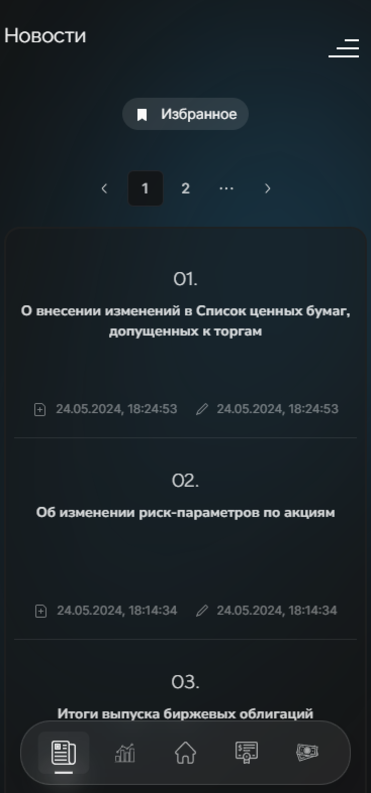 Новости
Избранное
1 2 ...
01.
О внесении изменений в Список ценных бумаг,
допущенных к торгам
24.05.2024, 18:24:53 24.05.2024, 18:24:53
02.
Об изменении риск-параметров по акциям
24.05.2024, 18:14:34 24.05.2024, 18:14:34
03.
Итоги выпуска биржевых облигаций